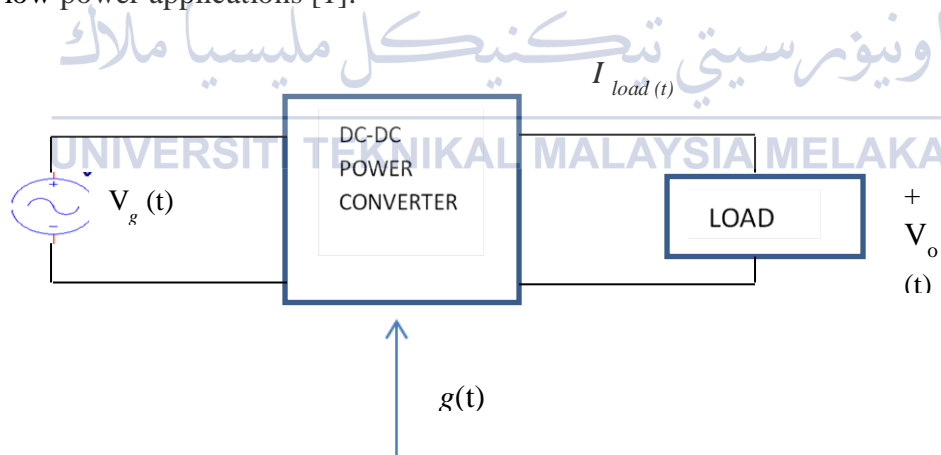 low power applications [1].
اونيۏرسيتي تيكنيكل مليسيا ملاك
I load (t)
UNIVERSITI TEKNIKAL MALAYSIA MELAKA
DC-DC
POWER
CONVERTER
+
−
V g (t)
LOAD
+
V o
(t)
g(t)